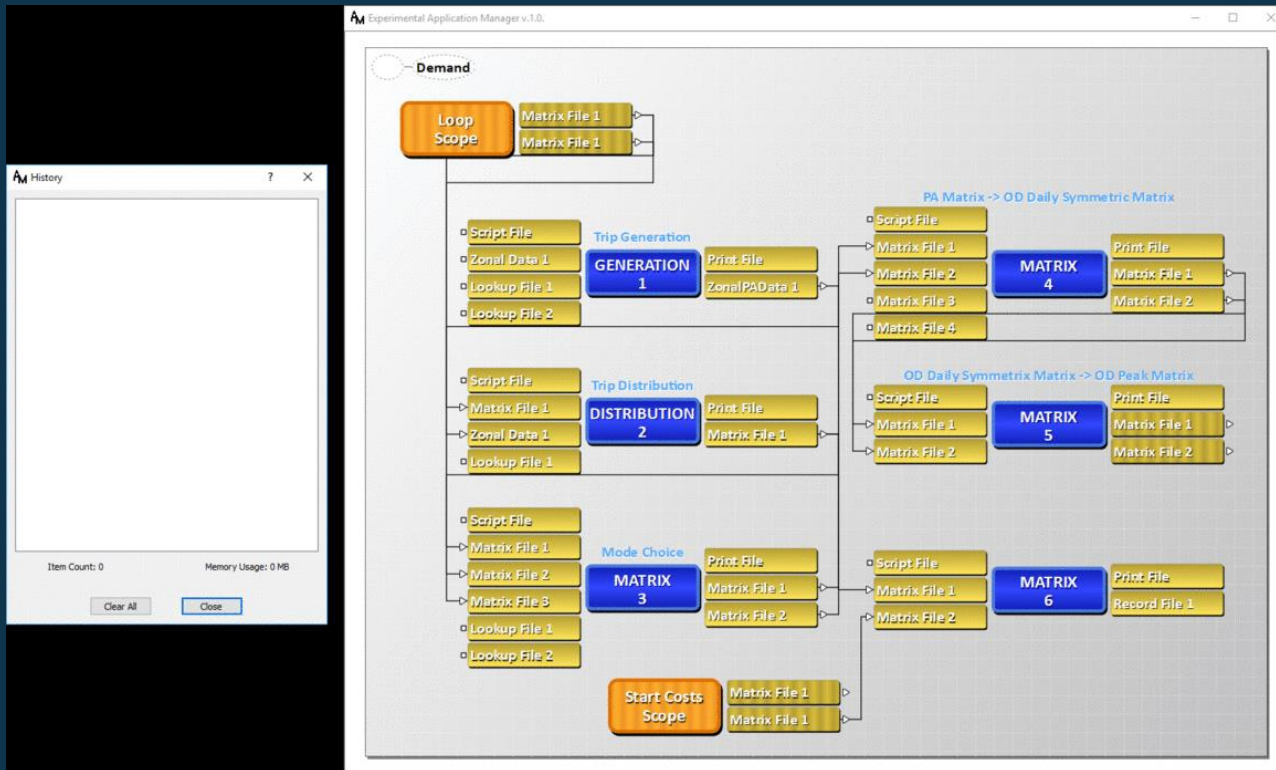 AM Experimental Application Manager v.1.0.
Demand
Loop
Scope
Matrix File 1
Matrix File 1
AM History
?
Item Count: 0
Memory Usage: 0 MB
Clear All
Close
Script File
Zonal Data 1
Lookup File 1
Lookup File 2
Trip Generation
GENERATION
1
Print File
ZonalPAData 1
Script File
Matrix File 1
Zonal Data 1
Lookup File 1
Trip Distribution
DISTRIBUTION
2
Print File
Matrix File 1
Script File
Matrix File 1
Matrix File 2
Matrix File 3
Lookup File 1
Lookup File 2
Mode Choice
MATRIX
3
Print File
Matrix File 1
Matrix File 2
Start Costs
Scope
Matrix File 1
Matrix File 1
PA Matrix -> OD Daily Symmetric Matrix
Script File
Matrix File 1
Matrix File 2
Matrix File 3
Matrix File 4
MATRIX
4
Print File
Matrix File 1
Matrix File 2
OD Daily Symmetrix Matrix -> OD Peak Matrix
Script File
Matrix File 1
Matrix File 2
MATRIX
5
Print File
Matrix File 1
Matrix File 2
Script File
Matrix File 1
Matrix File 2
MATRIX
6
Print File
Record File 1